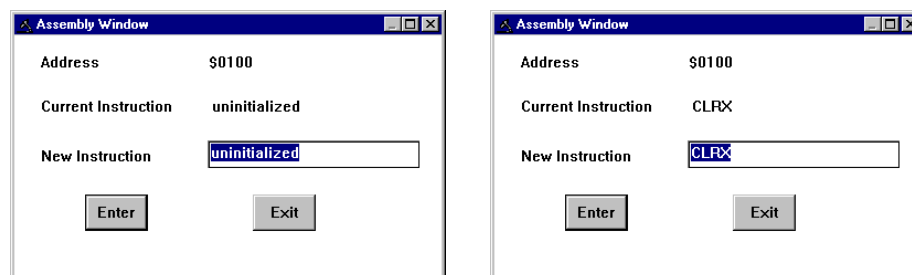 Assembly Window
Address $0100
Current Instruction uninitialized
New Instruction uninitialized
Enter Exit
Assembly Window
Address $0100
Current Instruction CLRX
New Instruction CLRX
Enter Exit